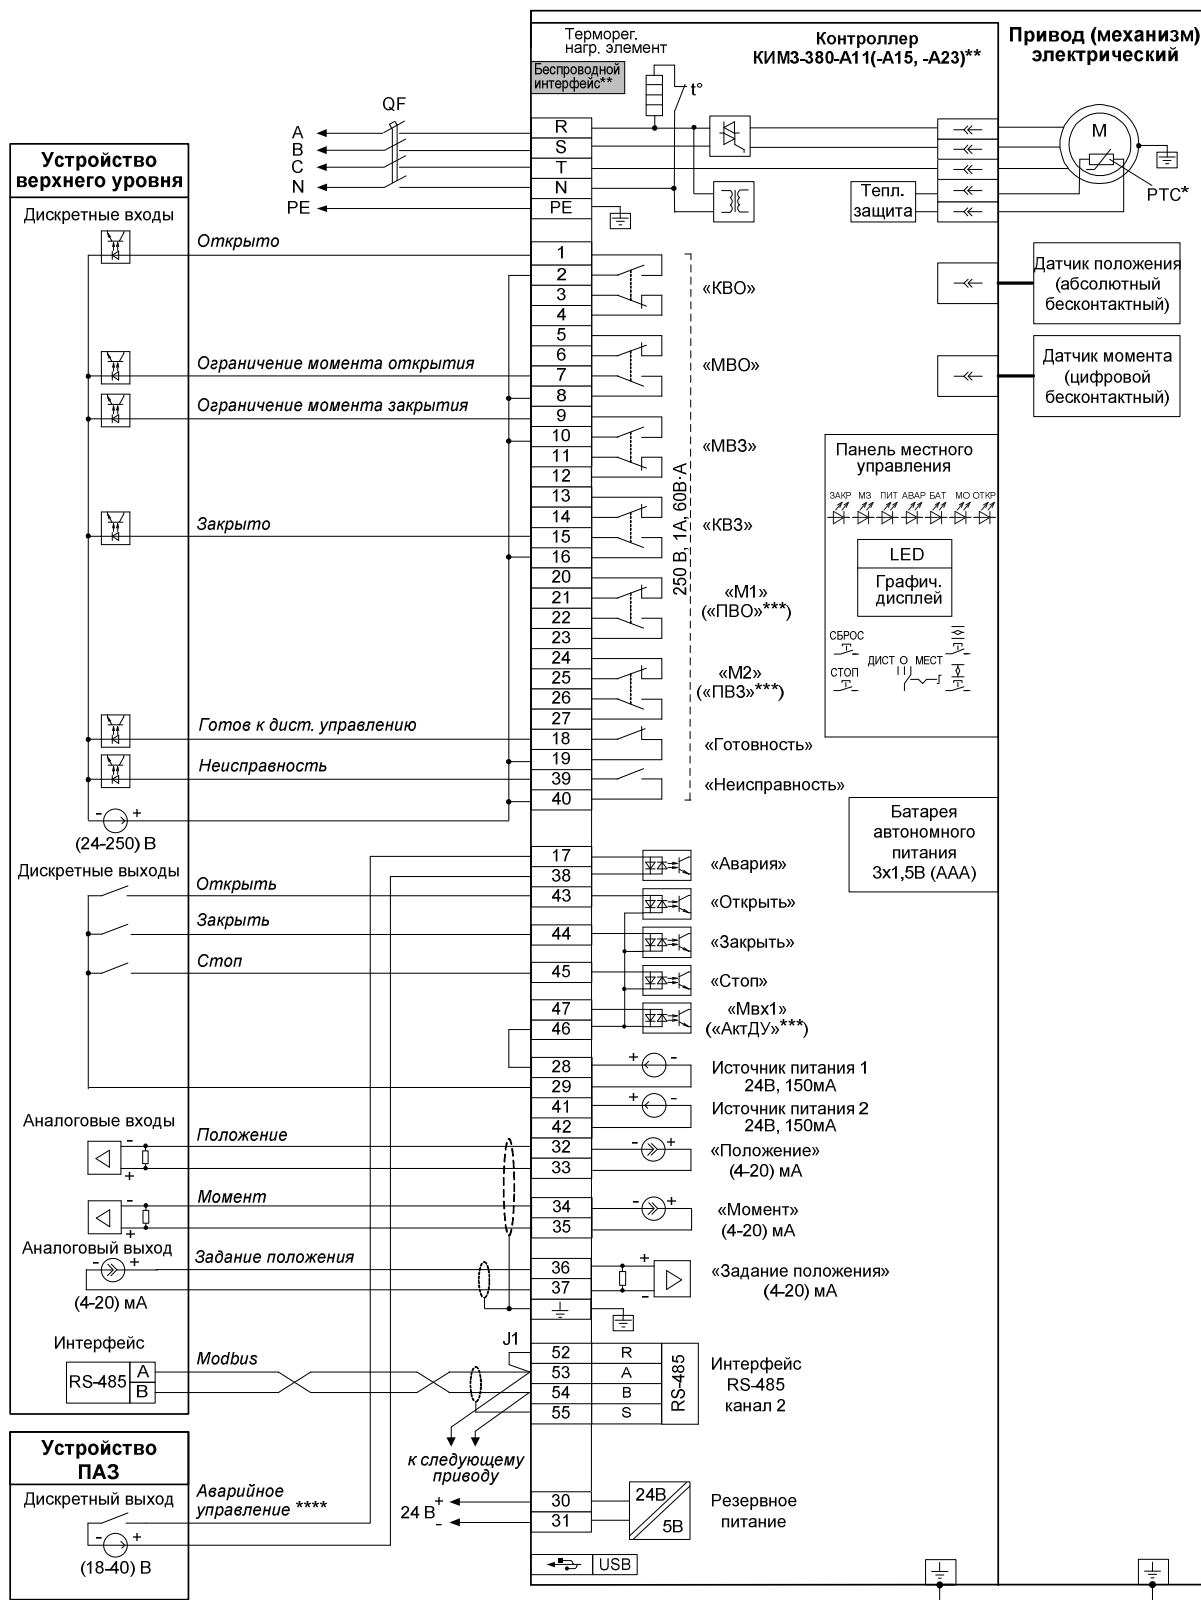 Терморег.
нагр. элемент
Беспроводной
интерфейс**
Контроллер
КИМ3-380-А11(-А15, -А23)**
Привод (механизм)
электрический
t°
QF
A
B
C
N
PE
R
S
T
N
PE
Тепл.
защита
M
PTC*
Устройство
верхнего уровня
Дискретные входы
Открыто
1
2
3
4
«КВО»
Датчик положения
(абсолютный
бесконтактный)
5
6
7
8
Ограничение момента открытия
«МВО»
Датчик момента
(цифровой
бесконтактный)
Ограничение момента закрытия
9
10
11
12
«МВЗ»
250 В, 1А, 60В·А
Панель местного
управления
ЗАКР МЗ ПИТ АВАР БАТ МО ОТКР
LED
Графич.
дисплей
СБРОС
СТОП
ДИСТ О МЕСТ
Закрыто
13
14
15
16
«КВЗ»
20
21
22
23
«М1»
(«ПВО»***)
24
25
26
27
«М2»
(«ПВЗ»***)
Готов к дист. управлению
18
19
«Готовность»
Неисправность
39
40
«Неисправность»
- +
(24-250) В
Батарея
автономного
питания
3х1,5В (ААА)
Дискретные выходы
17
38
«Авария»
Открыть
43
«Открыть»
Закрыть
44
«Закрыть»
Стоп
45
«Стоп»
47
46
«Мвх1»
(«АктДУ»***)
28
29
+ -
Источник питания 1
24В, 150мА
41
42
+ -
Источник питания 2
24В, 150мА
Аналоговые входы
Положение
-
+
32
33
- +
«Положение»
(4-20) мА
Момент
-
+
34
35
- +
«Момент»
(4-20) мА
Аналоговый выход
Задание положения
- +
(4-20) мА
36
37
+
-
«Задание положения»
(4-20) мА
Интерфейс
RS-485
A
B
Modbus
J1
52 R
53 A
54 B
55 S
RS-485
Интерфейс
RS-485
канал 2
к следующему
приводу
Устройство
ПАЗ
Дискретный выход
Аварийное
управление ****
- +
(18-40) В
24 В
+
-
30
31
24В
5В
Резервное
питание
USB